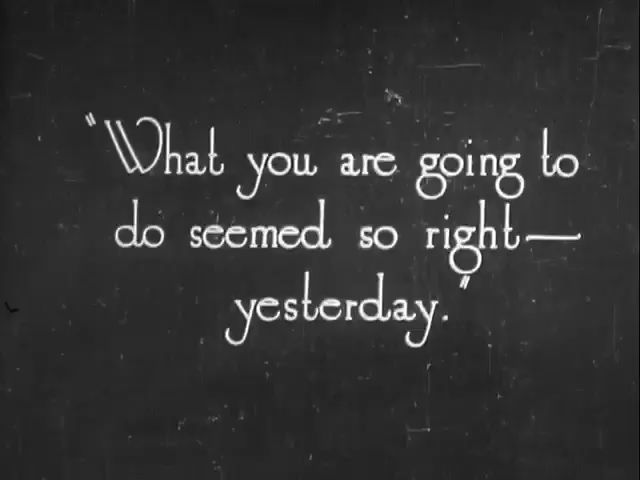 "What you are going to
do seemed so right—
yesterday."